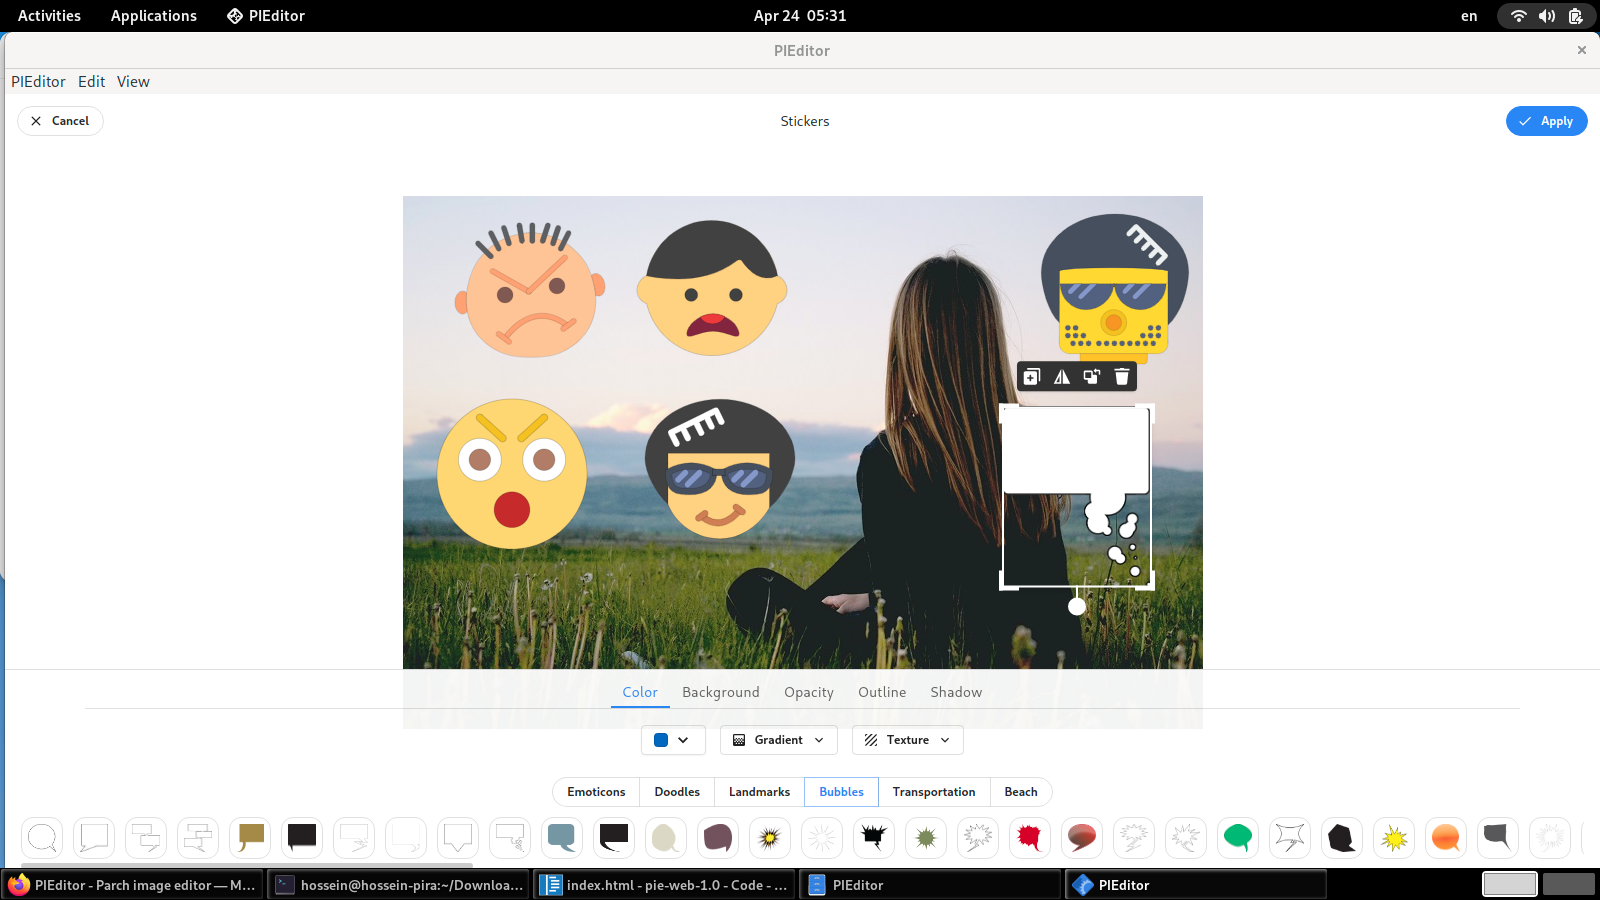 Activities Applications PIEditor Apr 24 05:31 en
PIEditor
PIEditor Edit View
Cancel Stickers Apply
Color Background Opacity Outline Shadow
Gradient Texture
Emoticons Doodles Landmarks Bubbles Transportation Beach
PIEditor - Parch image editor — M... hossein@hossein-pira:~/Downloa... index.html - pie-web-1.0 - Code - ... PIEditor PIEditor